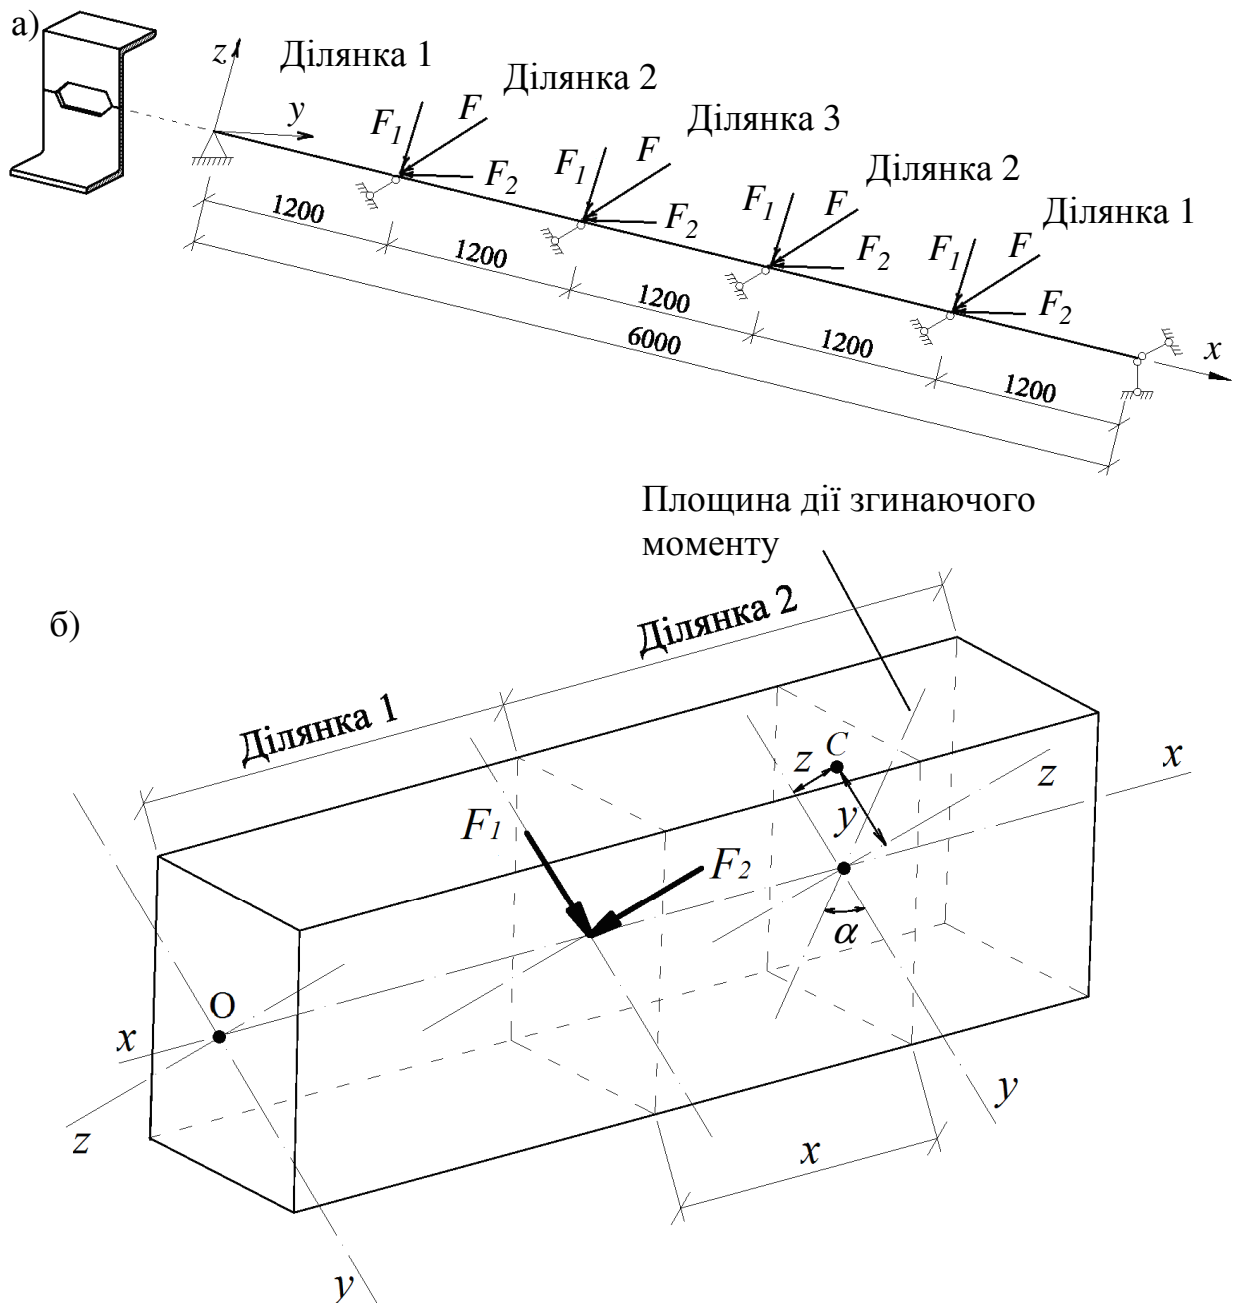 а)
z
y
Ділянка 1
F1
F
F2
Ділянка 2
F1
F
F2
Ділянка 3
F1
F
F2
Ділянка 2
F1
F
F2
Ділянка 1
x
1200
1200
1200
1200
1200
6000
Площина дії згинаючого
моменту
б)
Ділянка 1
Ділянка 2
F1
F2
C
z
y
z
x
α
O
x
z
y
y
x